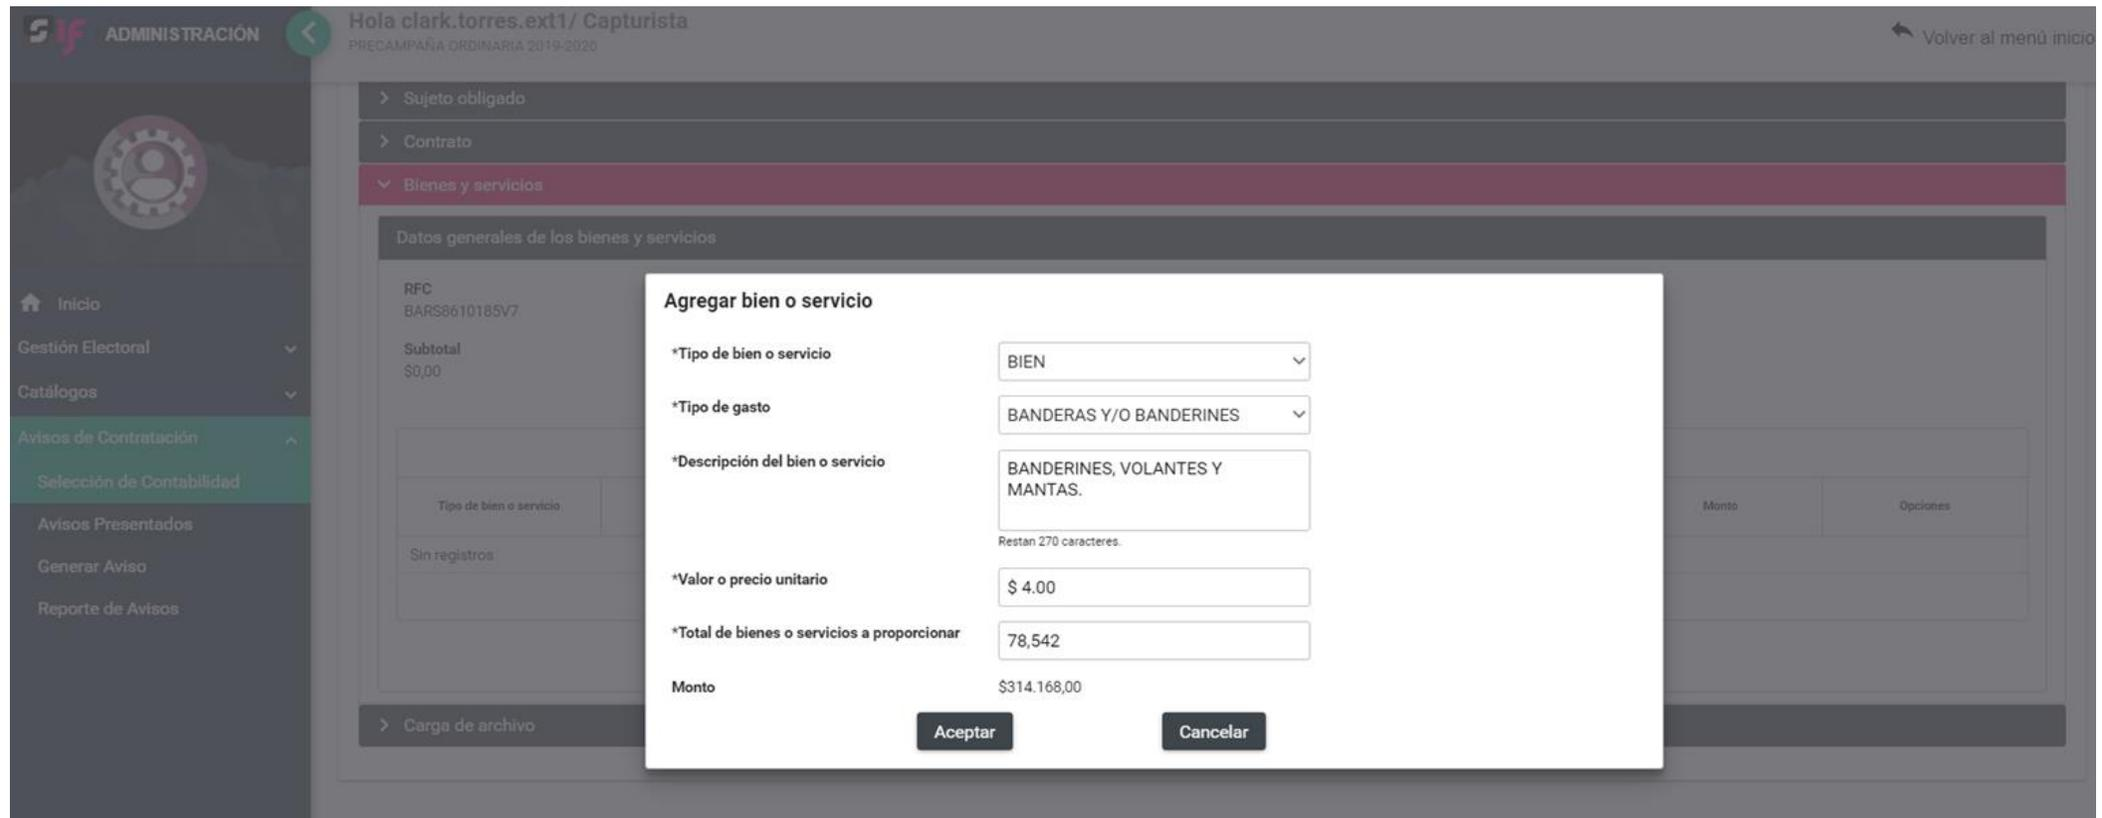 SIF ADMINISTRACIÓN
Hola clark.torres.ext1/ Capturista
PRECAMPAÑA ORDINARIA 2019-2020
Volver al menú inicio
Inicio
Gestión Electoral
Catálogos
Avisos de Contratación
Selección de Contabilidad
Avisos Presentados
Generar Aviso
Reporte de Avisos
Sujeto obligado
Contrato
Bienes y servicios
Datos generales de los bienes y servicios
RFC
BARS8610185V7
Subtotal
$0,00
Tipo de bien o servicio
Monto
Opciones
Sin registros
Carga de archivo
Agregar bien o servicio
*Tipo de bien o servicio
BIEN
*Tipo de gasto
BANDERAS Y/O BANDERINES
*Descripción del bien o servicio
BANDERINES, VOLANTES Y
MANTAS.
Restan 270 caracteres.
*Valor o precio unitario
$ 4.00
*Total de bienes o servicios a proporcionar
78,542
Monto
$314.168,00
Aceptar
Cancelar